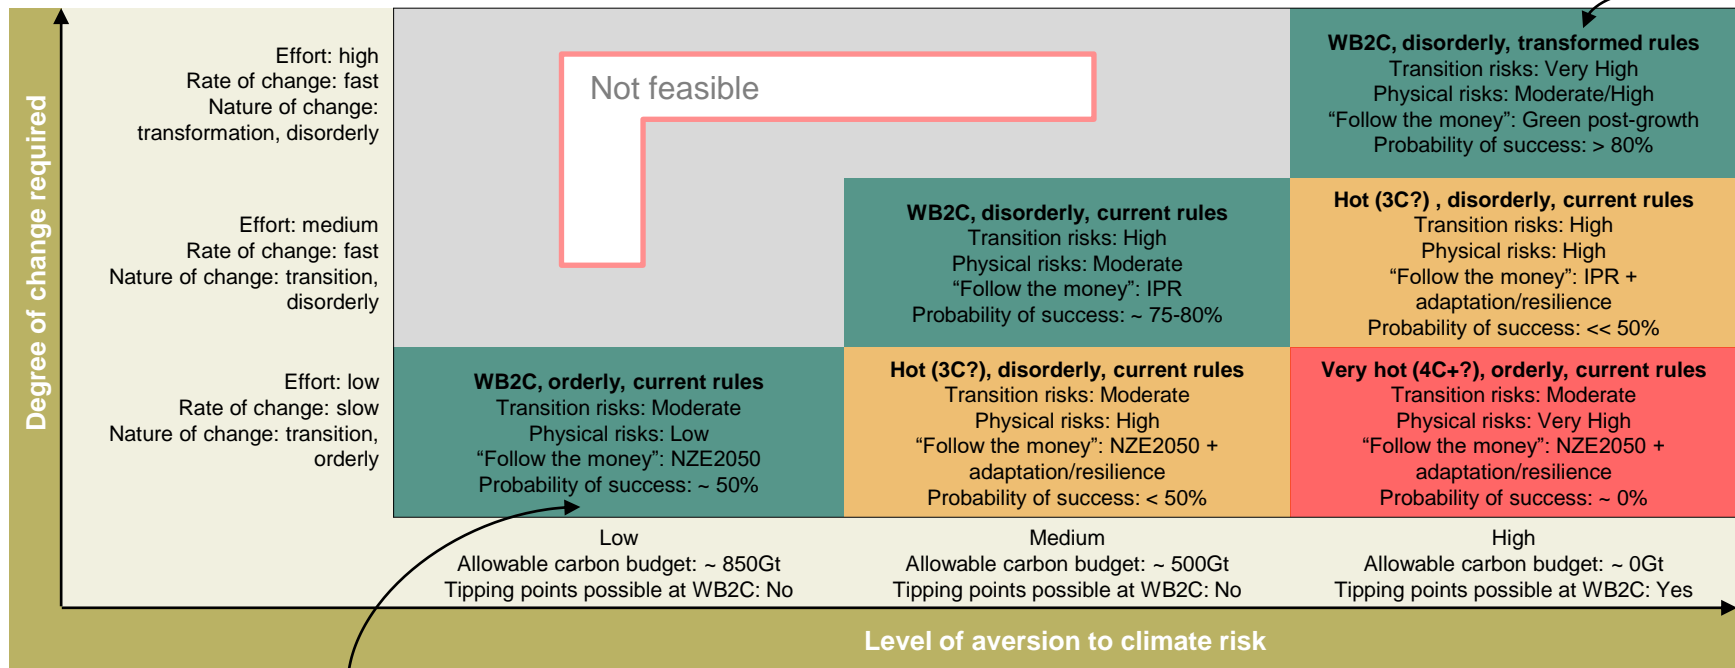 Degree of change required
Effort: high
Rate of change: fast
Nature of change:
transformation, disorderly
Not feasible
WB2C, disorderly, transformed rules
Transition risks: Very High
Physical risks: Moderate/High
“Follow the money”: Green post-growth
Probability of success: > 80%
Effort: medium
Rate of change: fast
Nature of change: transition,
disorderly
WB2C, disorderly, current rules
Transition risks: High
Physical risks: Moderate
“Follow the money”: IPR
Probability of success: ~ 75-80%
Hot (3C?) , disorderly, current rules
Transition risks: High
Physical risks: High
“Follow the money”: IPR +
adaptation/resilience
Probability of success: << 50%
Effort: low
Rate of change: slow
Nature of change: transition,
orderly
WB2C, orderly, current rules
Transition risks: Moderate
Physical risks: Low
“Follow the money”: NZE2050
Probability of success: ~ 50%
Hot (3C?), disorderly, current rules
Transition risks: Moderate
Physical risks: High
“Follow the money”: NZE2050 +
adaptation/resilience
Probability of success: < 50%
Very hot (4C+?), orderly, current rules
Transition risks: Moderate
Physical risks: Very High
“Follow the money”: NZE2050 +
adaptation/resilience
Probability of success: ~ 0%
Low
Allowable carbon budget: ~ 850Gt
Tipping points possible at WB2C: No
Medium
Allowable carbon budget: ~ 500Gt
Tipping points possible at WB2C: No
High
Allowable carbon budget: ~ 0Gt
Tipping points possible at WB2C: Yes
Level of aversion to climate risk